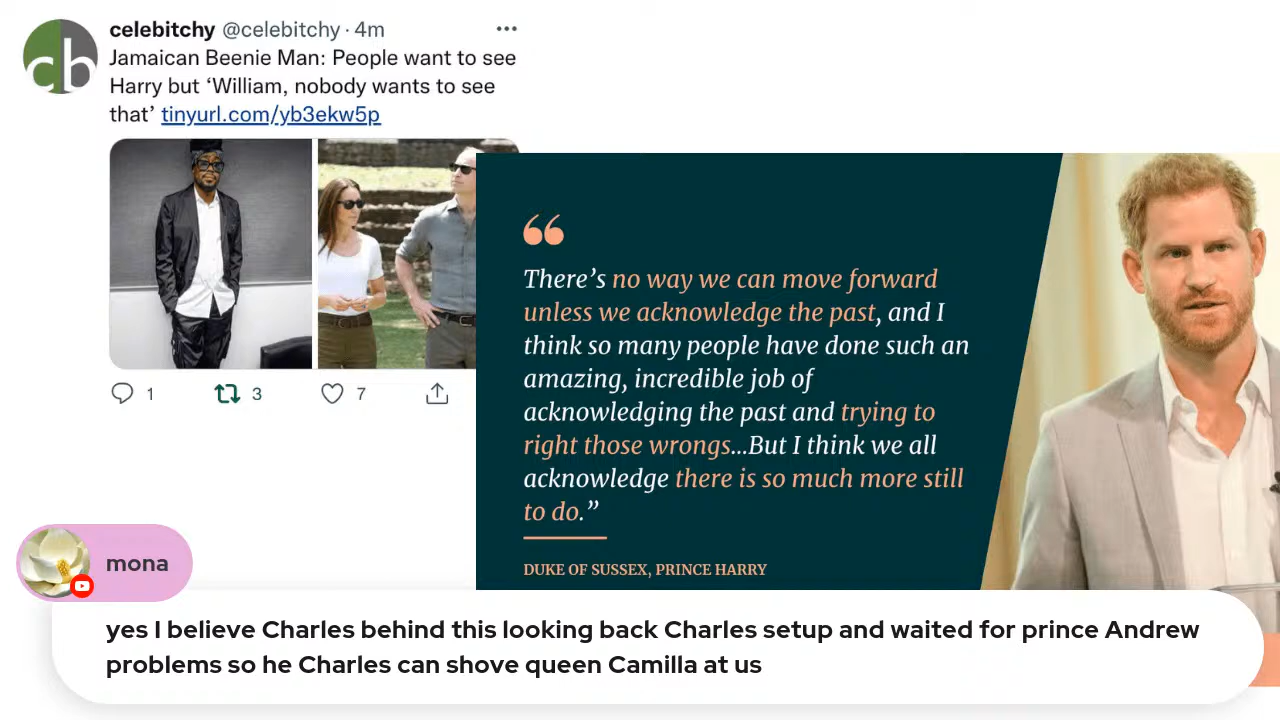 celebitchy @celebitchy · 4m
Jamaican Beenie Man: People want to see
Harry but ‘William, nobody wants to see
that’ tinyurl.com/yb3ekw5p
cb
1 3 7
“
There’s no way we can move forward
unless we acknowledge the past, and I
think so many people have done such an
amazing, incredible job of
acknowledging the past and trying to
right those wrongs...But I think we all
acknowledge there is so much more still
to do.”
DUKE OF SUSSEX, PRINCE HARRY
mona
yes I believe Charles behind this looking back Charles setup and waited for prince Andrew
problems so he Charles can shove queen Camilla at us